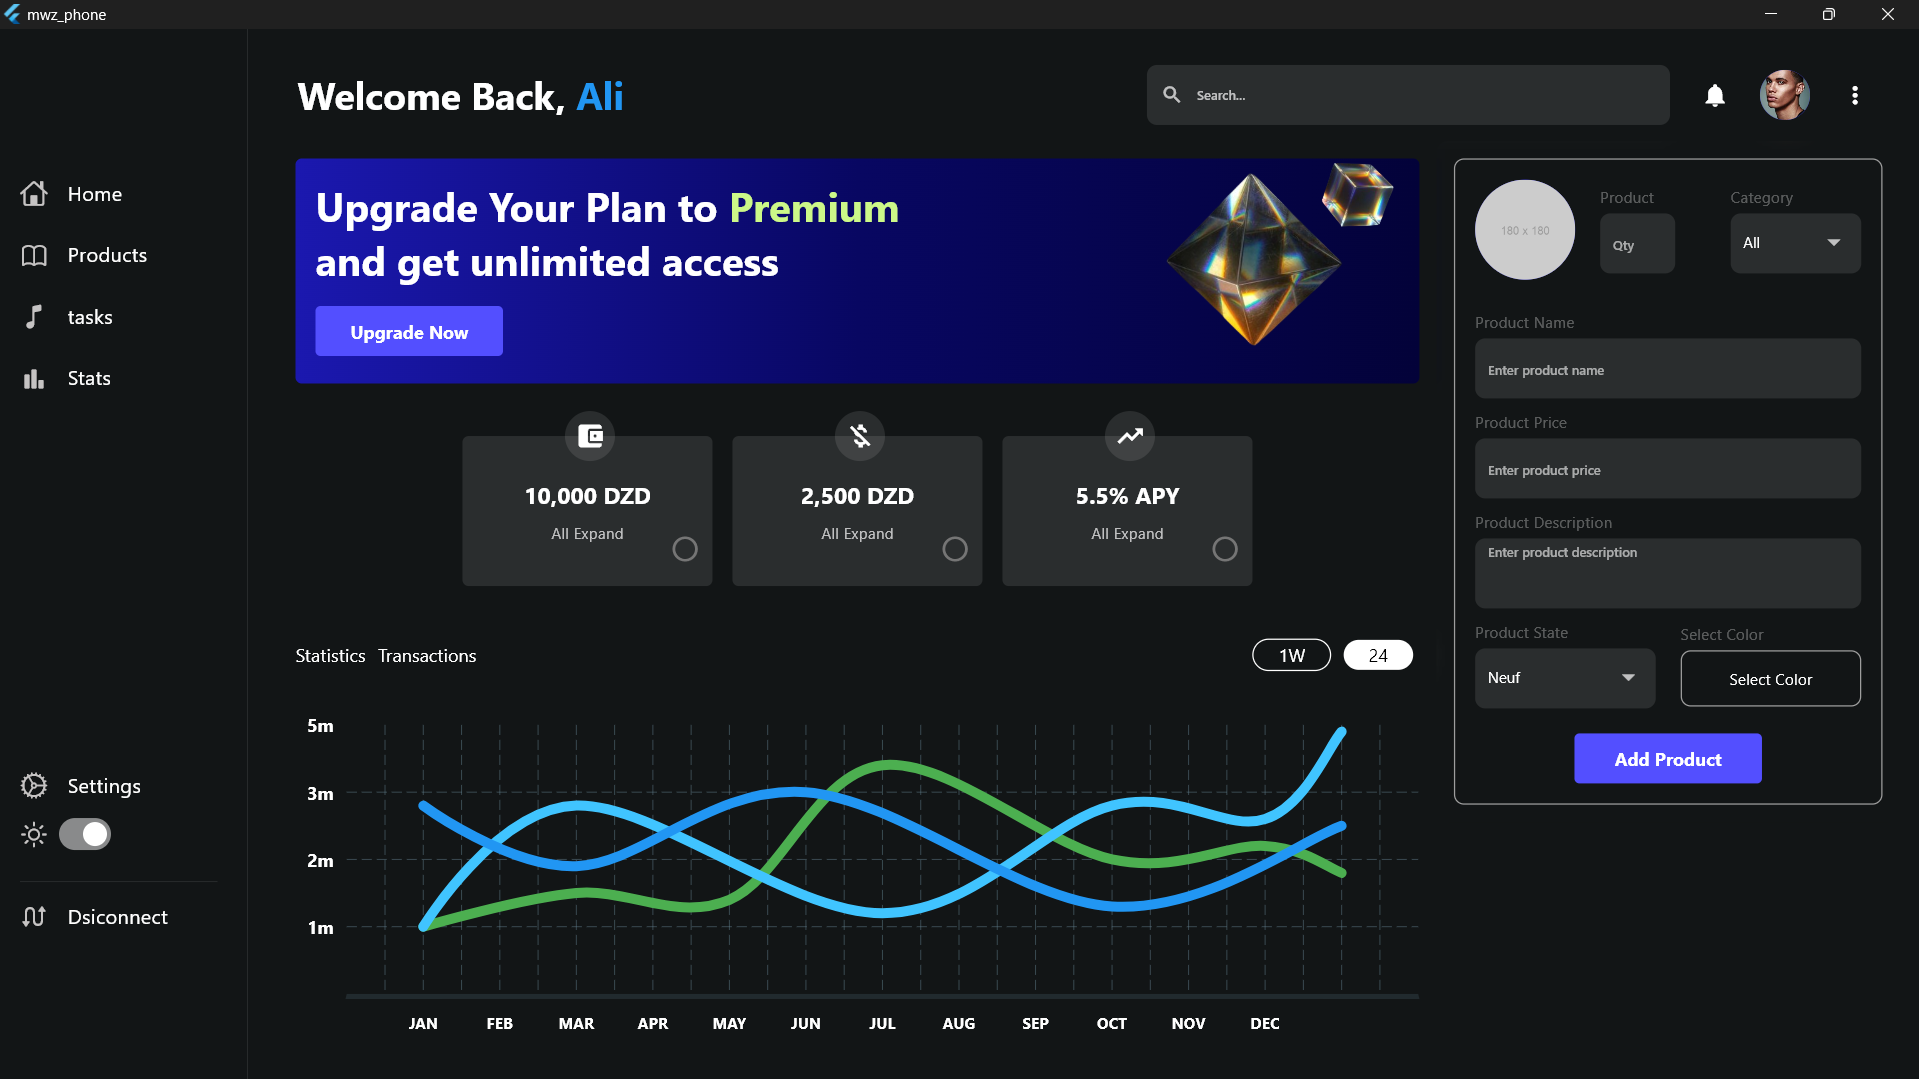 mwz_phone
Welcome Back, Ali
Search...
Home
Products
tasks
Stats
Settings
Dsiconnect
Upgrade Your Plan to Premium
and get unlimited access
Upgrade Now
10,000 DZD
All Expand
2,500 DZD
All Expand
5.5% APY
All Expand
Statistics Transactions
1W
24
5m
3m
2m
1m
JAN FEB MAR APR MAY JUN JUL AUG SEP OCT NOV DEC
180 x 180
Product
Qty
Category
All
Product Name
Enter product name
Product Price
Enter product price
Product Description
Enter product description
Product State
Neuf
Select Color
Select Color
Add Product